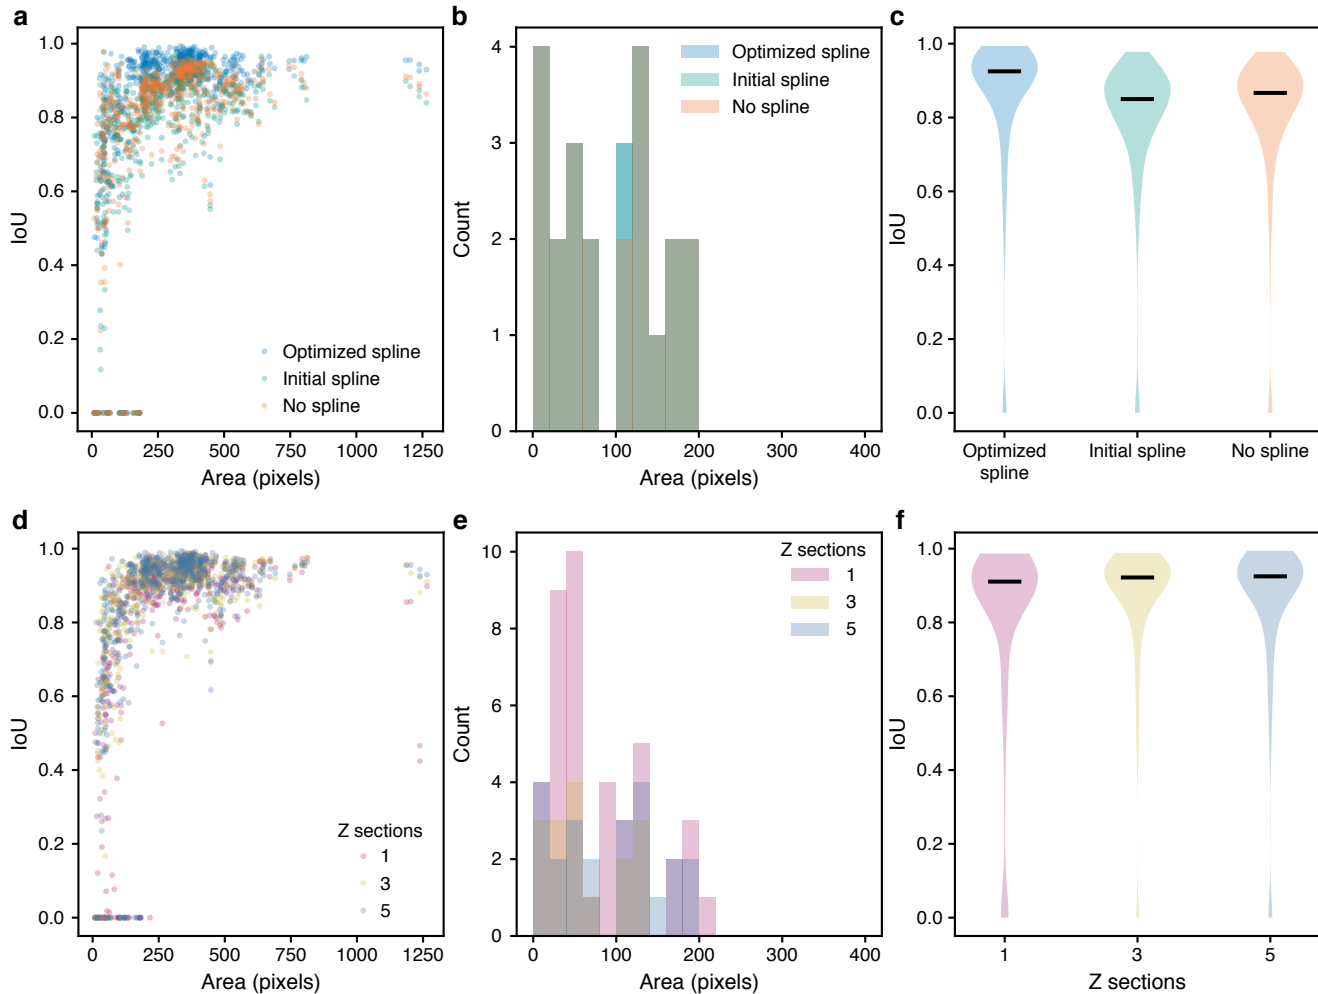 a
1.0
0.8
0.6
0.4
0.2
0.0
IoU
Optimized spline
Initial spline
No spline
0 250 500 750 1000 1250
Area (pixels)
b
4
3
2
1
0
Count
Optimized spline
Initial spline
No spline
0 100 200 300 400
Area (pixels)
c
1.0
0.8
0.6
0.4
0.2
0.0
IoU
Optimized
spline
Initial spline
No spline
d
1.0
0.8
0.6
0.4
0.2
0.0
IoU
Z sections
1
3
5
0 250 500 750 1000 1250
Area (pixels)
e
10
8
6
4
2
0
Count
Z sections
1
3
5
0 100 200 300 400
Area (pixels)
f
1.0
0.8
0.6
0.4
0.2
0.0
IoU
1 3 5
Z sections